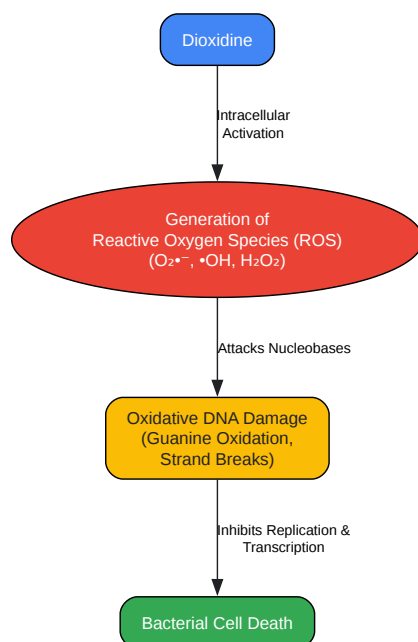 Dioxidine
Intracellular
Activation
Generation of
Reactive Oxygen Species (ROS)
(O₂•⁻, •OH, H₂O₂)
Attacks Nucleobases
Oxidative DNA Damage
(Guanine Oxidation,
Strand Breaks)
Inhibits Replication &
Transcription
Bacterial Cell Death